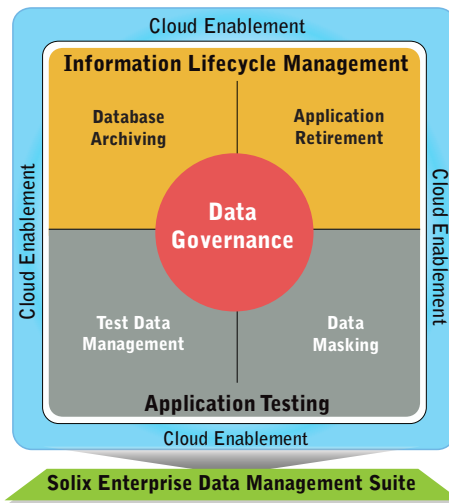 Cloud Enablement
Information Lifecycle Management
Database
Archiving
Application
Retirement
Cloud Enablement
Cloud Enablement
Data
Governance
Test Data
Management
Data
Masking
Application Testing
Cloud Enablement
Solix Enterprise Data Management Suite